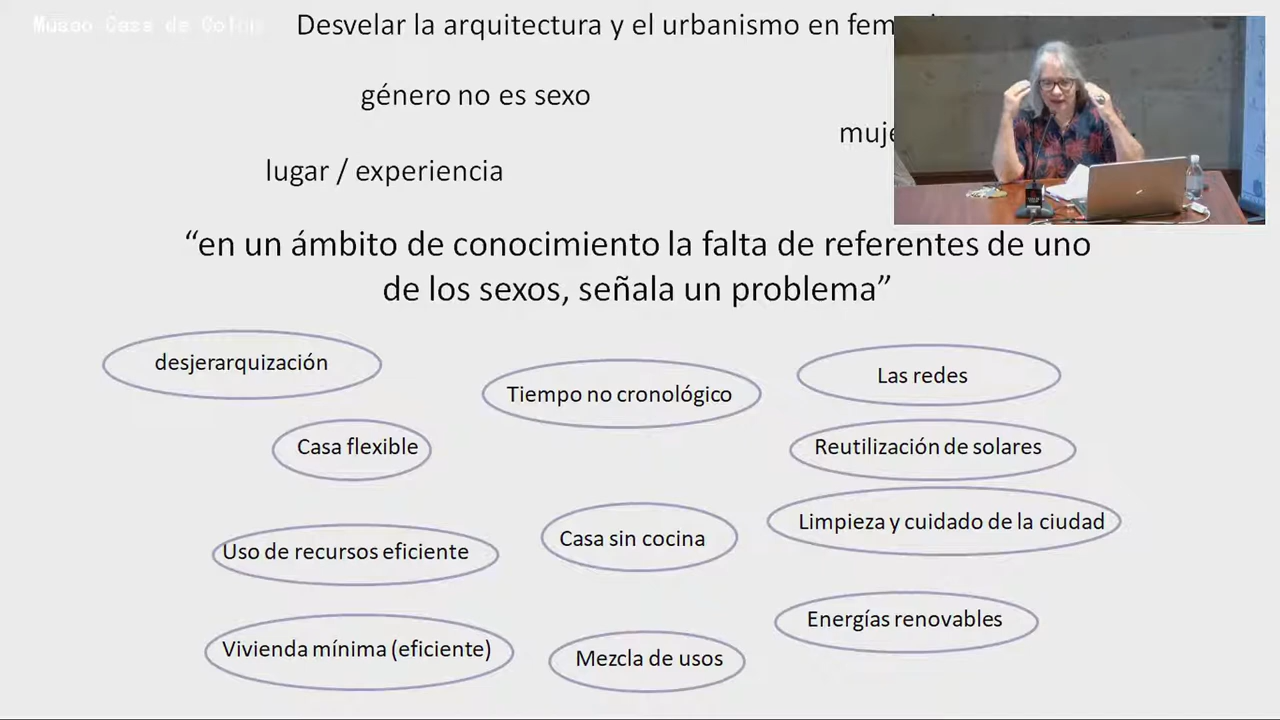 Museo Casa de Colón
Desvelar la arquitectura y el urbanismo en
género no es sexo
lugar / experiencia
“en un ámbito de conocimiento la falta de referentes de uno
de los sexos, señala un problema”
desjerarquización
Tiempo no cronológico
Las redes
Casa flexible
Reutilización de solares
Limpieza y cuidado de la ciudad
Casa sin cocina
Uso de recursos eficiente
Energías renovables
Vivienda mínima (eficiente)
Mezcla de usos